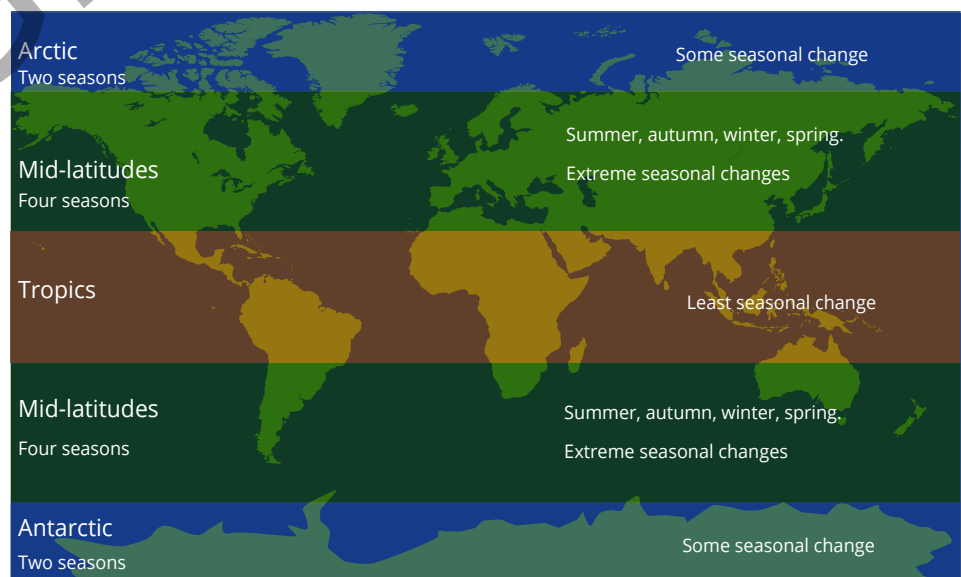 Arctic
Two seasons
Some seasonal change
Summer, autumn, winter, spring.
Extreme seasonal changes
Mid-latitudes
Four seasons
Tropics
Least seasonal change
Mid-latitudes
Four seasons
Summer, autumn, winter, spring.
Extreme seasonal changes
Antarctic
Two seasons
Some seasonal change